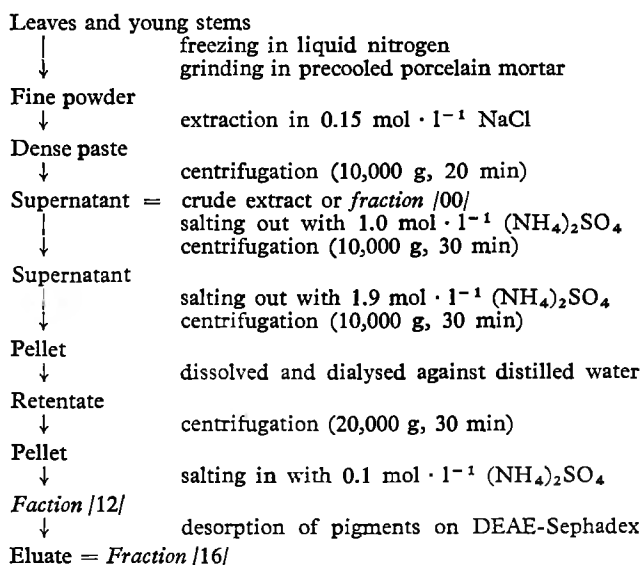 Leaves and young stems
freezing in liquid nitrogen
grinding in precooled porcelain mortar
Fine powder
extraction in 0.15 mol · l⁻¹ NaCl
Dense paste
centrifugation (10,000 g, 20 min)
Supernatant = crude extract or fraction /00/
salting out with 1.0 mol · l⁻¹ (NH₄)₂SO₄
centrifugation (10,000 g, 30 min)
Supernatant
salting out with 1.9 mol · l⁻¹ (NH₄)₂SO₄
centrifugation (10,000 g, 30 min)
Pellet
dissolved and dialysed against distilled water
Retentate
centrifugation (20,000 g, 30 min)
Pellet
salting in with 0.1 mol · l⁻¹ (NH₄)₂SO₄
Faction /12/
desorption of pigments on DEAE-Sephadex
Eluate = Fraction /16/